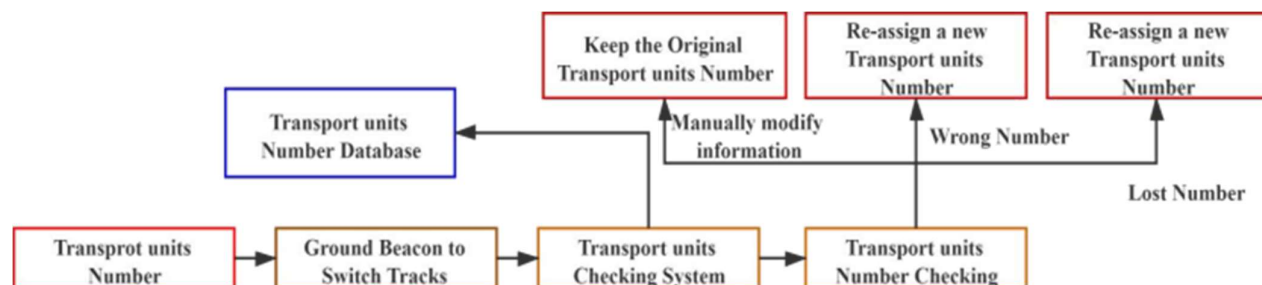 Keep the Original
Transport units Number
Re-assign a new
Transport units
Number
Re-assign a new
Transport units
Number
Transport units
Number Database
Manually modify
information
Wrong Number
Lost Number
Transprot units
Number
Ground Beacon to
Switch Tracks
Transport units
Checking System
Transport units
Number Checking